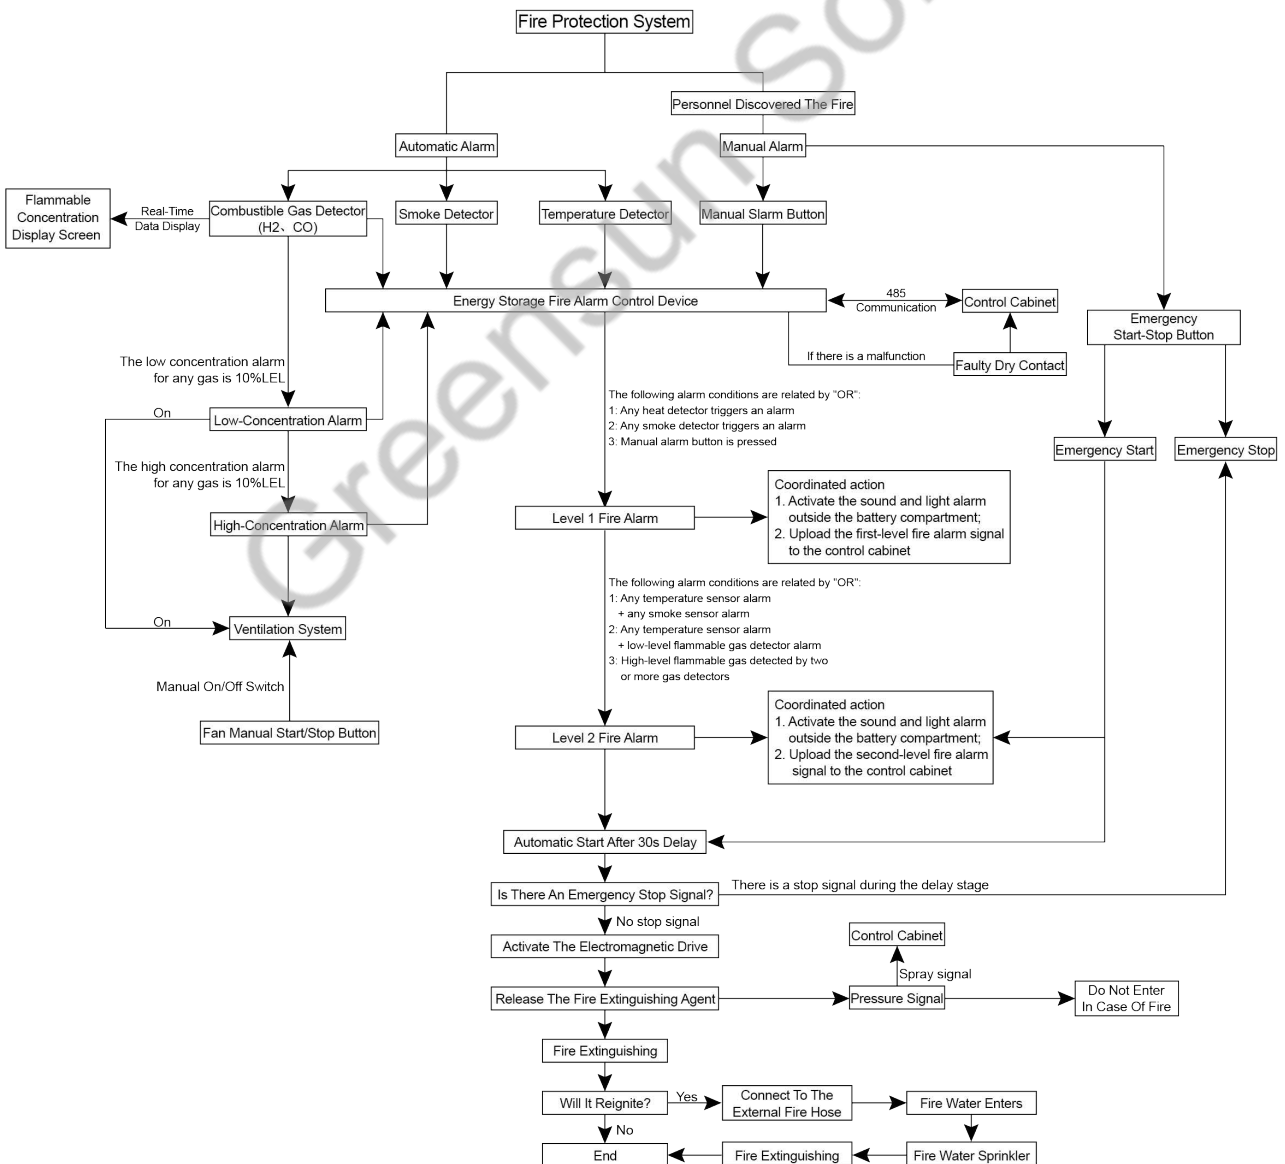 Fire Protection System
Personnel Discovered The Fire
Automatic Alarm
Manual Alarm
Flammable
Concentration
Display Screen
Real-Time
Data Display
Combustible Gas Detector
(H2、CO)
Smoke Detector
Temperature Detector
Manual Slarm Button
Energy Storage Fire Alarm Control Device
485
Communication
Control Cabinet
Emergency
Start-Stop Button
If there is a malfunction
Faulty Dry Contact
The low concentration alarm
for any gas is 10%LEL
On
Low-Concentration Alarm
The following alarm conditions are related by "OR":
1: Any heat detector triggers an alarm
2: Any smoke detector triggers an alarm
3: Manual alarm button is pressed
Emergency Start
Emergency Stop
The high concentration alarm
for any gas is 10%LEL
High-Concentration Alarm
Level 1 Fire Alarm
Coordinated action
1. Activate the sound and light alarm
outside the battery compartment;
2. Upload the first-level fire alarm signal
to the control cabinet
The following alarm conditions are related by "OR":
1: Any temperature sensor alarm
+ any smoke sensor alarm
2: Any temperature sensor alarm
+ low-level flammable gas detector alarm
3: High-level flammable gas detected by two
or more gas detectors
On
Ventilation System
Manual On/Off Switch
Fan Manual Start/Stop Button
Level 2 Fire Alarm
Coordinated action
1. Activate the sound and light alarm
outside the battery compartment;
2. Upload the second-level fire alarm
signal to the control cabinet
Automatic Start After 30s Delay
Is There An Emergency Stop Signal?
There is a stop signal during the delay stage
No stop signal
Activate The Electromagnetic Drive
Control Cabinet
Spray signal
Release The Fire Extinguishing Agent
Pressure Signal
Do Not Enter
In Case Of Fire
Fire Extinguishing
Will It Reignite?
Yes
Connect To The
External Fire Hose
Fire Water Enters
No
End
Fire Extinguishing
Fire Water Sprinkler
Greensun So